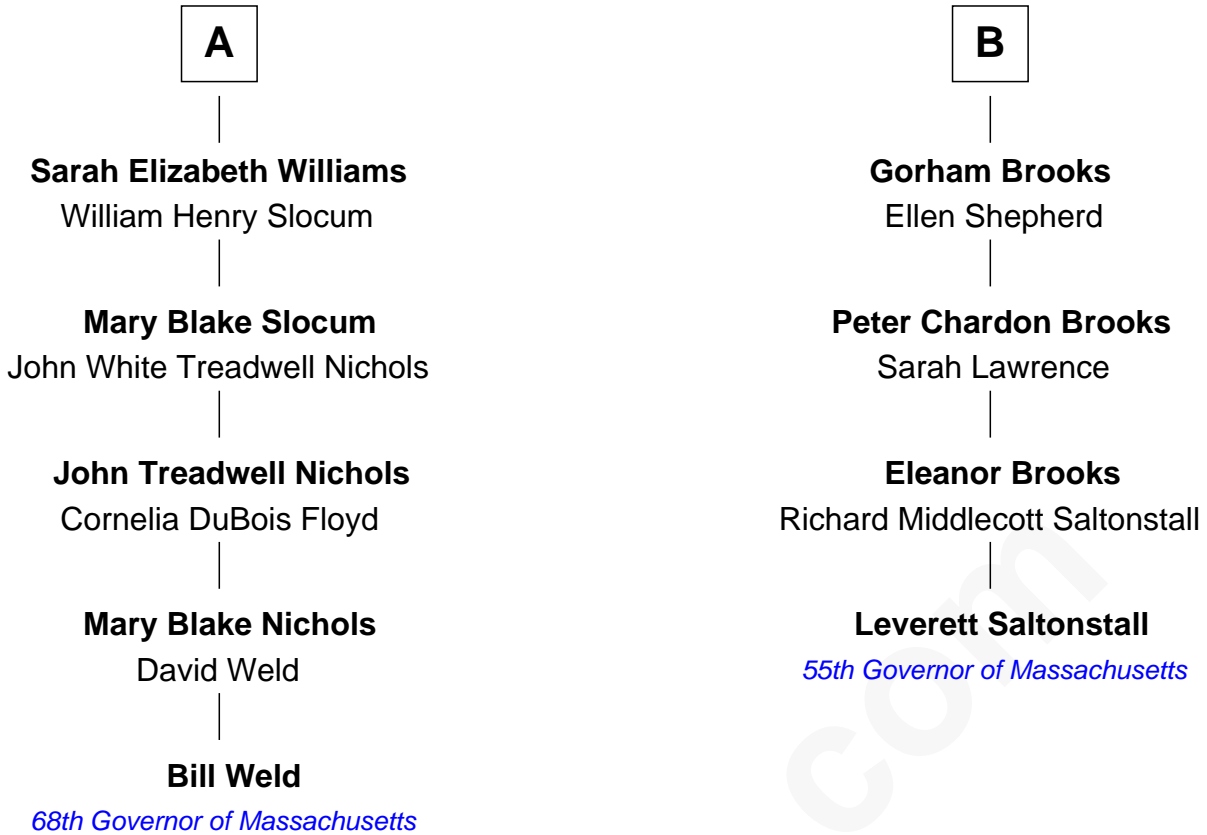 A
Sarah Elizabeth Williams
William Henry Slocum
Mary Blake Slocum
John White Treadwell Nichols
John Treadwell Nichols
Cornelia DuBois Floyd
Mary Blake Nichols
David Weld
Bill Weld
68th Governor of Massachusetts
B
Gorham Brooks
Ellen Shepherd
Peter Chardon Brooks
Sarah Lawrence
Eleanor Brooks
Richard Middlecott Saltonstall
Leverett Saltonstall
55th Governor of Massachusetts
com